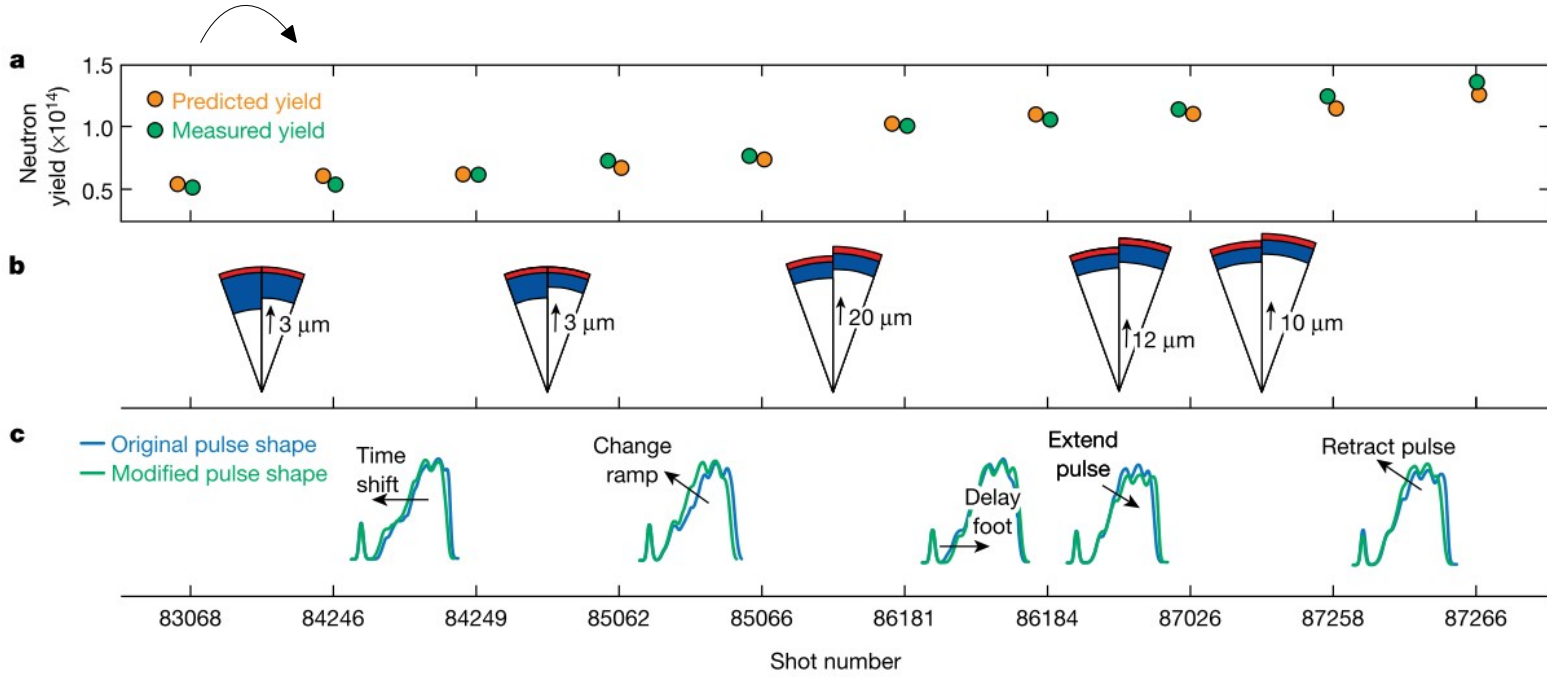 a
1.5
1.0
0.5
Neutron
yield (×10¹⁴)
Predicted yield
Measured yield
b
3 μm
3 μm
20 μm
12 μm
10 μm
c
Original pulse shape
Modified pulse shape
Time
shift
Change
ramp
Delay
foot
Extend
pulse
Retract pulse
83068 84246 84249 85062 85066 86181 86184 87026 87258 87266
Shot number